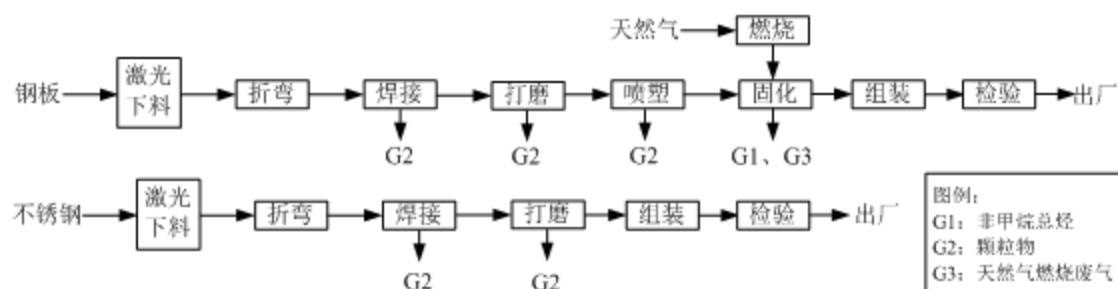 天然气 燃烧
钢板 激光下料 折弯 焊接 打磨 喷塑 固化 组装 检验 出厂
G2 G2 G2 G1、G3
不锈钢 激光下料 折弯 焊接 打磨 组装 检验 出厂
G2 G2
图例：
G1：非甲烷总烃
G2：颗粒物
G3：天然气燃烧废气